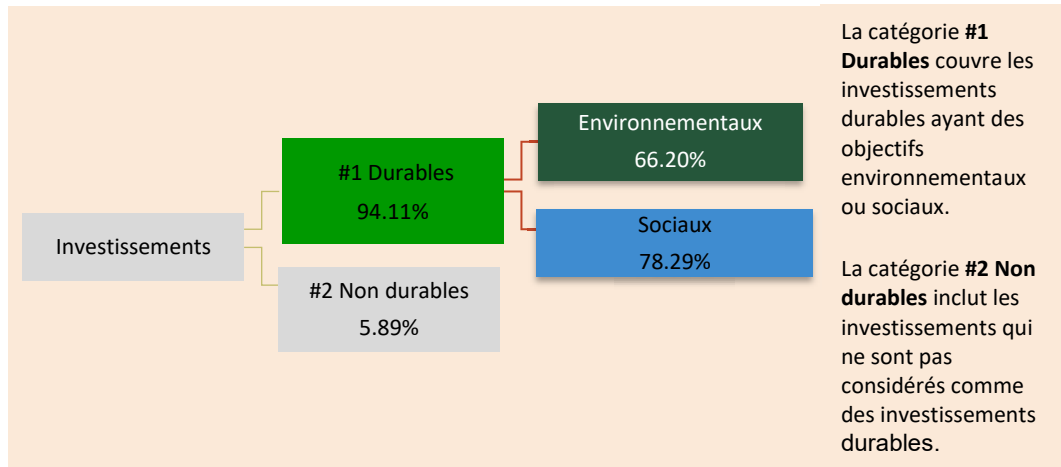 Investissements
#1 Durables
94.11%
#2 Non durables
5.89%
Environnementaux
66.20%
Sociaux
78.29%
La catégorie #1
Durables couvre les
investissements
durables ayant des
objectifs
environnementaux
ou sociaux.
La catégorie #2 Non
durables inclut les
investissements qui
ne sont pas
considérés comme
des investissements
durables.